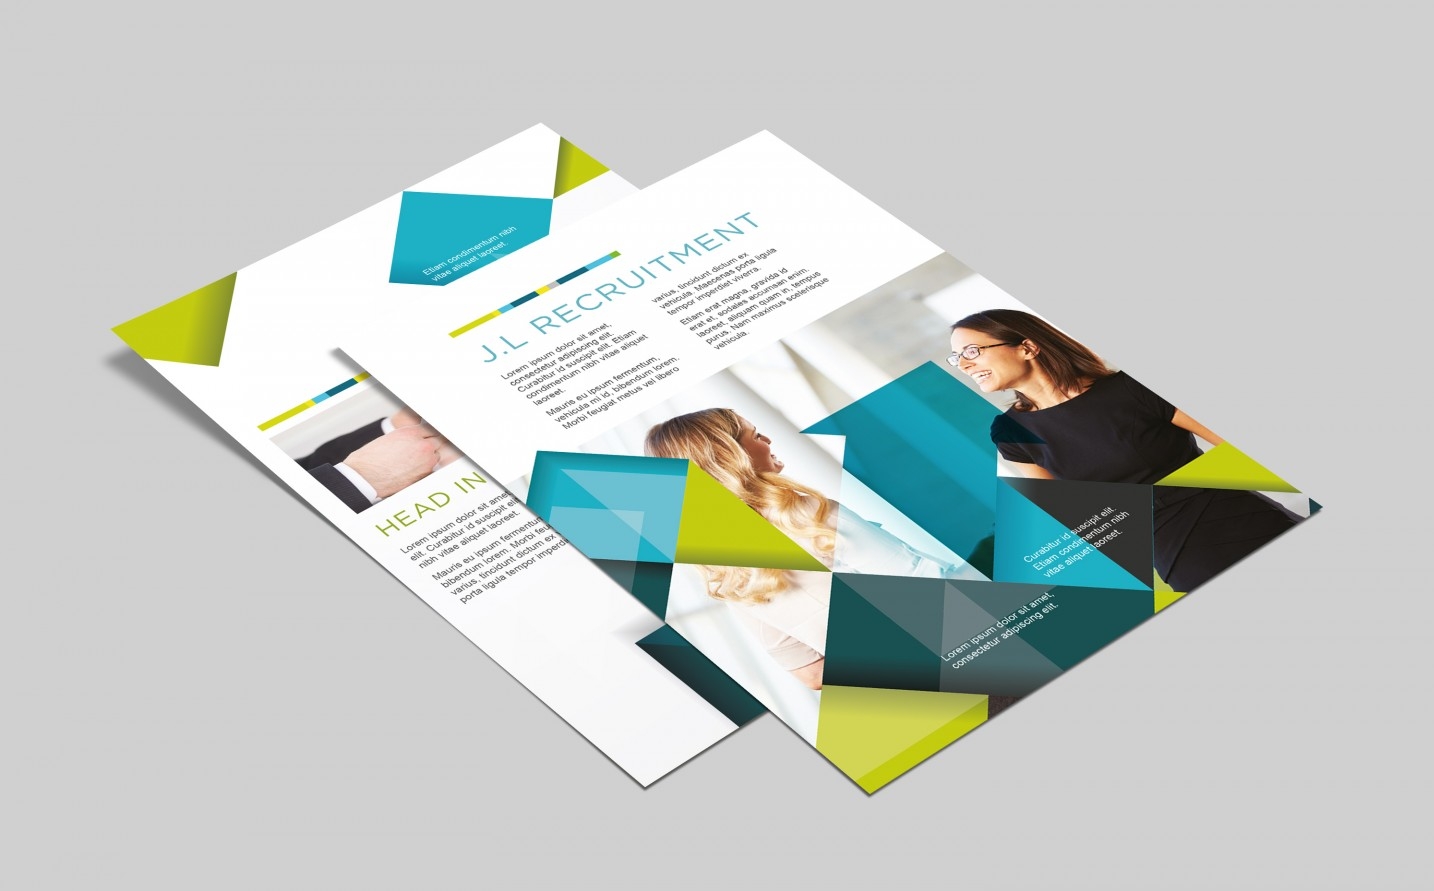 Etiam condimentum nibh
vitae aliquet laoreet.
HEAD IN
Lorem ipsum dolor sit amet,
elit. Curabitur id suscipit
nibh vitae aliquet laoreet.
Mauris eu ipsum fermentum
bibendum lorem. Morbi
varius, tincidunt dictum ex
porta ligula tempor
J.L RECRUITMENT
Lorem ipsum dolor sit amet,
consectetur adipiscing elit.
Curabitur id suscipit elit. Etiam
condimentum nibh vitae aliquet
laoreet.
Mauris eu ipsum fermentum,
vehicula mi id, bibendum lorem.
Morbi feugiat metus vel libero
varius, tincidunt dictum ex
vehicula. Maecenas porta ligula
tempor imperdiet viverra.
Etiam erat magna, gravida id
erat et, sodales accumsan enim.
laoreet, aliquam quam in, tempus
purus. Nam maximus scelerisque
vehicula.
Curabitur id suscipit elit.
Etiam condimentum nibh
vitae aliquet laoreet.
Lorem ipsum dolor sit amet,
consectetur adipiscing elit.